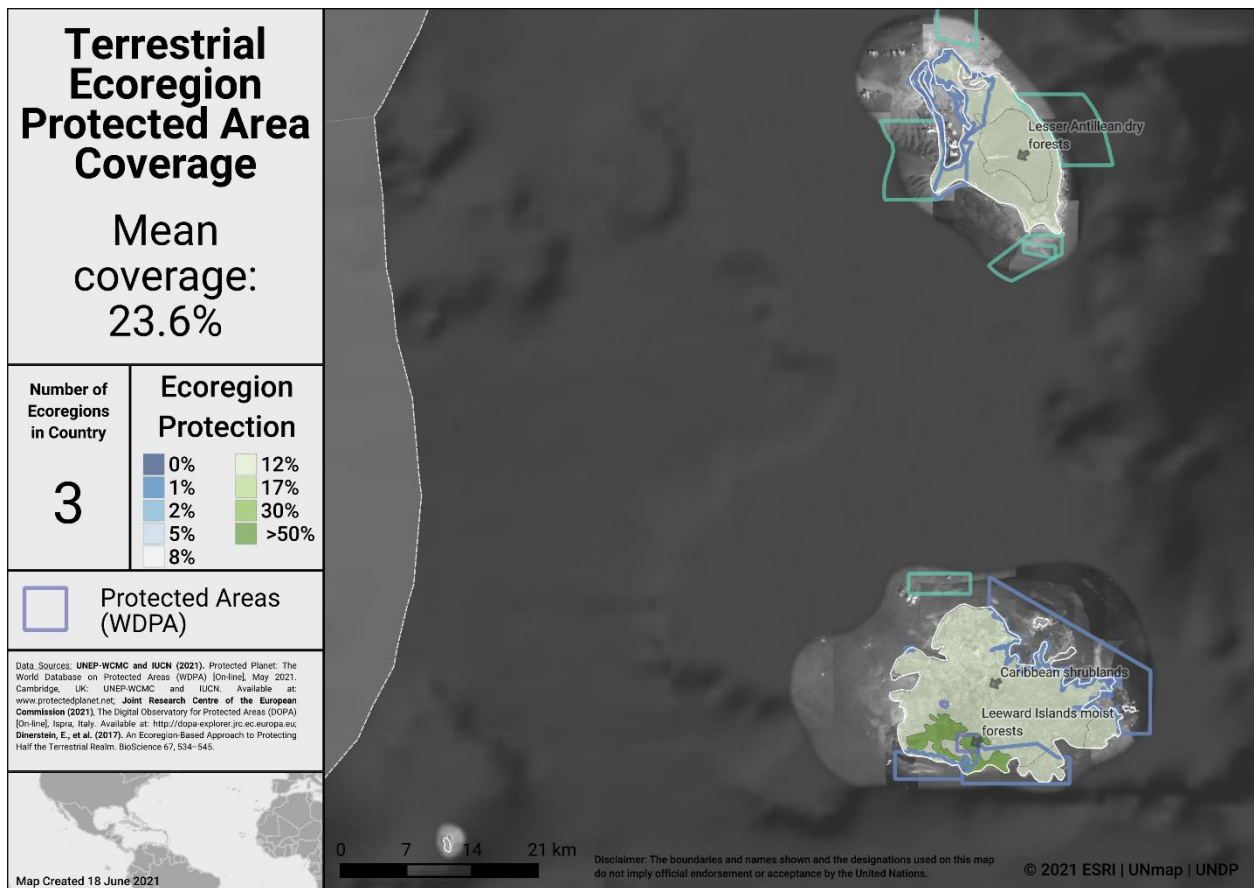 Terrestrial
Ecoregion
Protected Area
Coverage
Mean
coverage:
23.6%
Number of
Ecoregions
in Country
3
Ecoregion
Protection
0%
1%
2%
5%
8%
12%
17%
30%
>50%
Protected Areas
(WDPA)
Data Sources: UNEP-WCMC and IUCN (2021). Protected Planet: The
World Database on Protected Areas (WDPA) [On-line], May 2021.
Cambridge, UK: UNEP-WCMC and IUCN. Available at:
www.protectedplanet.net; Joint Research Centre of the European
Commission (2021), The Digital Observatory for Protected Areas (DOPA)
[On-line], Ispra, Italy. Available at: http://dopa-explorer.jrc.ec.europa.eu;
Dinerstein, E., et al. (2017). An Ecoregion-Based Approach to Protecting
Half the Terrestrial Realm. BioScience 67, 534–545.
Map Created 18 June 2021
Lesser Antillean dry
forests
Caribbean shrublands
Leeward Islands moist
forests
0 7 14 21 km
Disclaimer: The boundaries and names shown and the designations used on this map
do not imply official endorsement or acceptance by the United Nations.
© 2021 ESRI | UNmap | UNDP